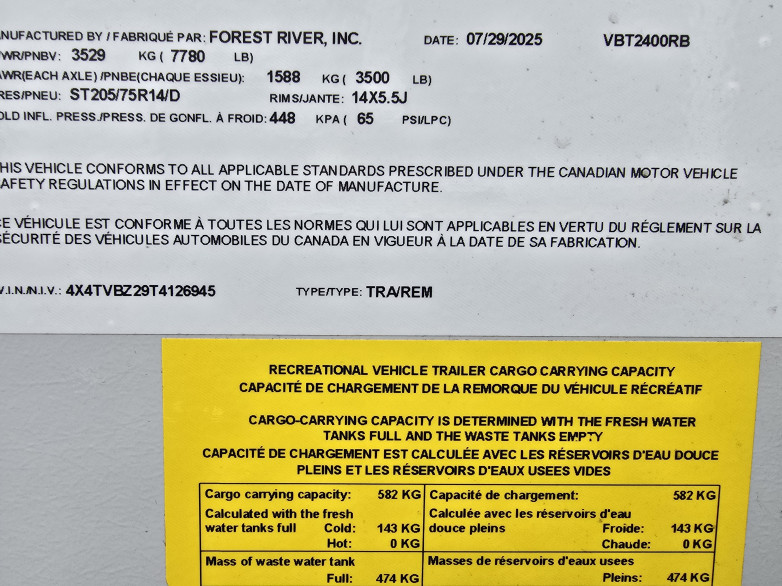 NUFACTURED BY / FABRIQUÉ PAR: FOREST RIVER, INC. DATE: 07/29/2025 VBT2400RB
WR/PNBV: 3529 KG ( 7780 LB)
AWR(EACH AXLE) /PNBE(CHAQUE ESSIEU): 1588 KG ( 3500 LB)
RES/PNEU: ST205/75R14/D RIMS/JANTE: 14X5.5J
OLD INFL. PRESS./PRESS. DE GONFL. À FROID: 448 KPA ( 65 PSI/LPC)
HIS VEHICLE CONFORMS TO ALL APPLICABLE STANDARDS PRESCRIBED UNDER THE CANADIAN MOTOR VEHICLE
AFETY REGULATIONS IN EFFECT ON THE DATE OF MANUFACTURE.
CE VÉHICULE EST CONFORME À TOUTES LES NORMES QUI LUI SONT APPLICABLES EN VERTU DU RÉGLEMENT SUR LA
SÉCURITÉ DES VÉHICULES AUTOMOBILES DU CANADA EN VIGUEUR À LA DATE DE SA FABRICATION.
V.I.N./N.I.V.: 4X4TVBZ29T4126945 TYPE/TYPE: TRA/REM
RECREATIONAL VEHICLE TRAILER CARGO CARRYING CAPACITY
CAPACITÉ DE CHARGEMENT DE LA REMORQUE DU VÉHICULE RÉCRÉATIF
CARGO-CARRYING CAPACITY IS DETERMINED WITH THE FRESH WATER
TANKS FULL AND THE WASTE TANKS EMPTY
CAPACITÉ DE CHARGEMENT EST CALCULÉE AVEC LES RÉSERVOIRS D'EAU DOUCE
PLEINS ET LES RÉSERVOIRS D'EAUX USEES VIDES
Cargo carrying capacity: 582 KG Capacité de chargement: 582 KG
Calculated with the fresh Calculée avec les réservoirs d'eau
water tanks full Cold: 143 KG douce pleins Froide: 143 KG
Hot: 0 KG Chaude: 0 KG
Mass of waste water tank Masses de réservoirs d'eaux usees
Full: 474 KG Pleins: 474 KG